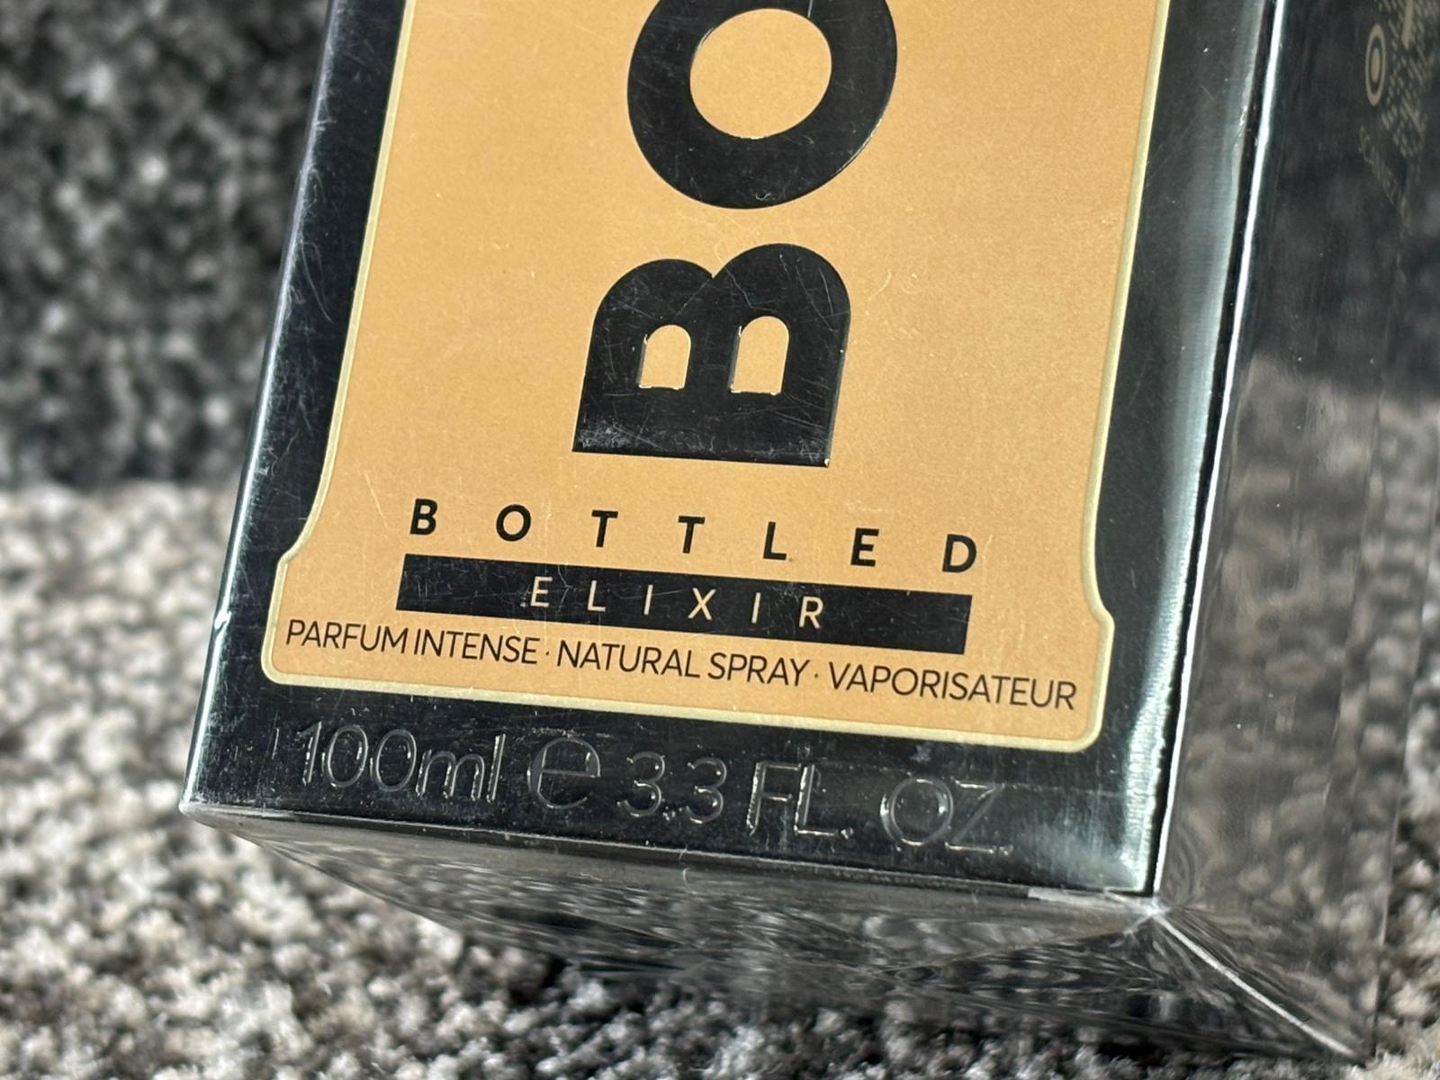 BO
BOTTLED
ELIXIR
PARFUM INTENSE · NATURAL SPRAY · VAPORISATEUR
100ml e 3.3 FL. OZ.